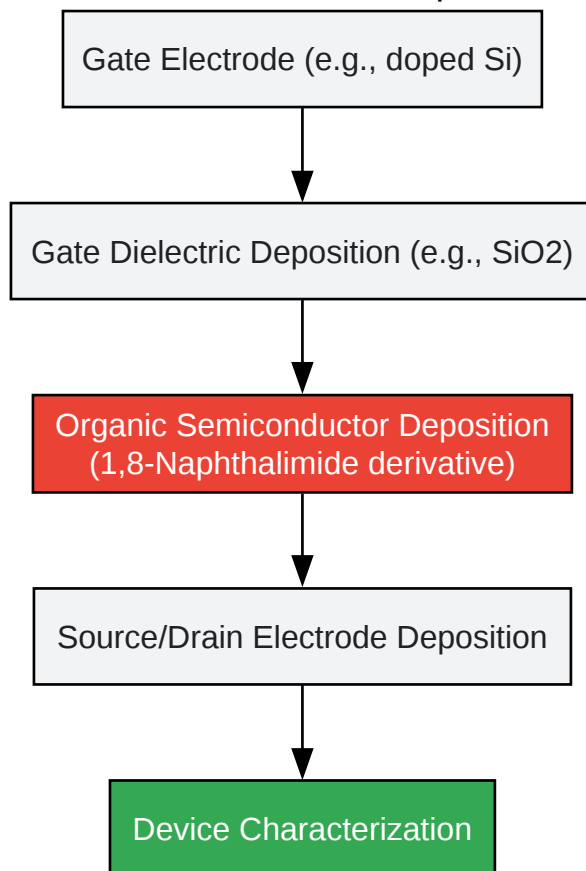 Gate Electrode (e.g., doped Si)
Gate Dielectric Deposition (e.g., SiO2)
Organic Semiconductor Deposition
(1,8-Naphthalimide derivative)
Source/Drain Electrode Deposition
Device Characterization